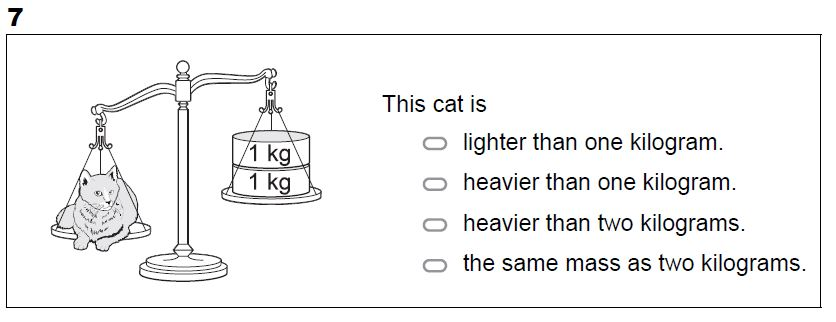 7
This cat is
lighter than one kilogram.
heavier than one kilogram.
heavier than two kilograms.
the same mass as two kilograms.
1 kg
1 kg